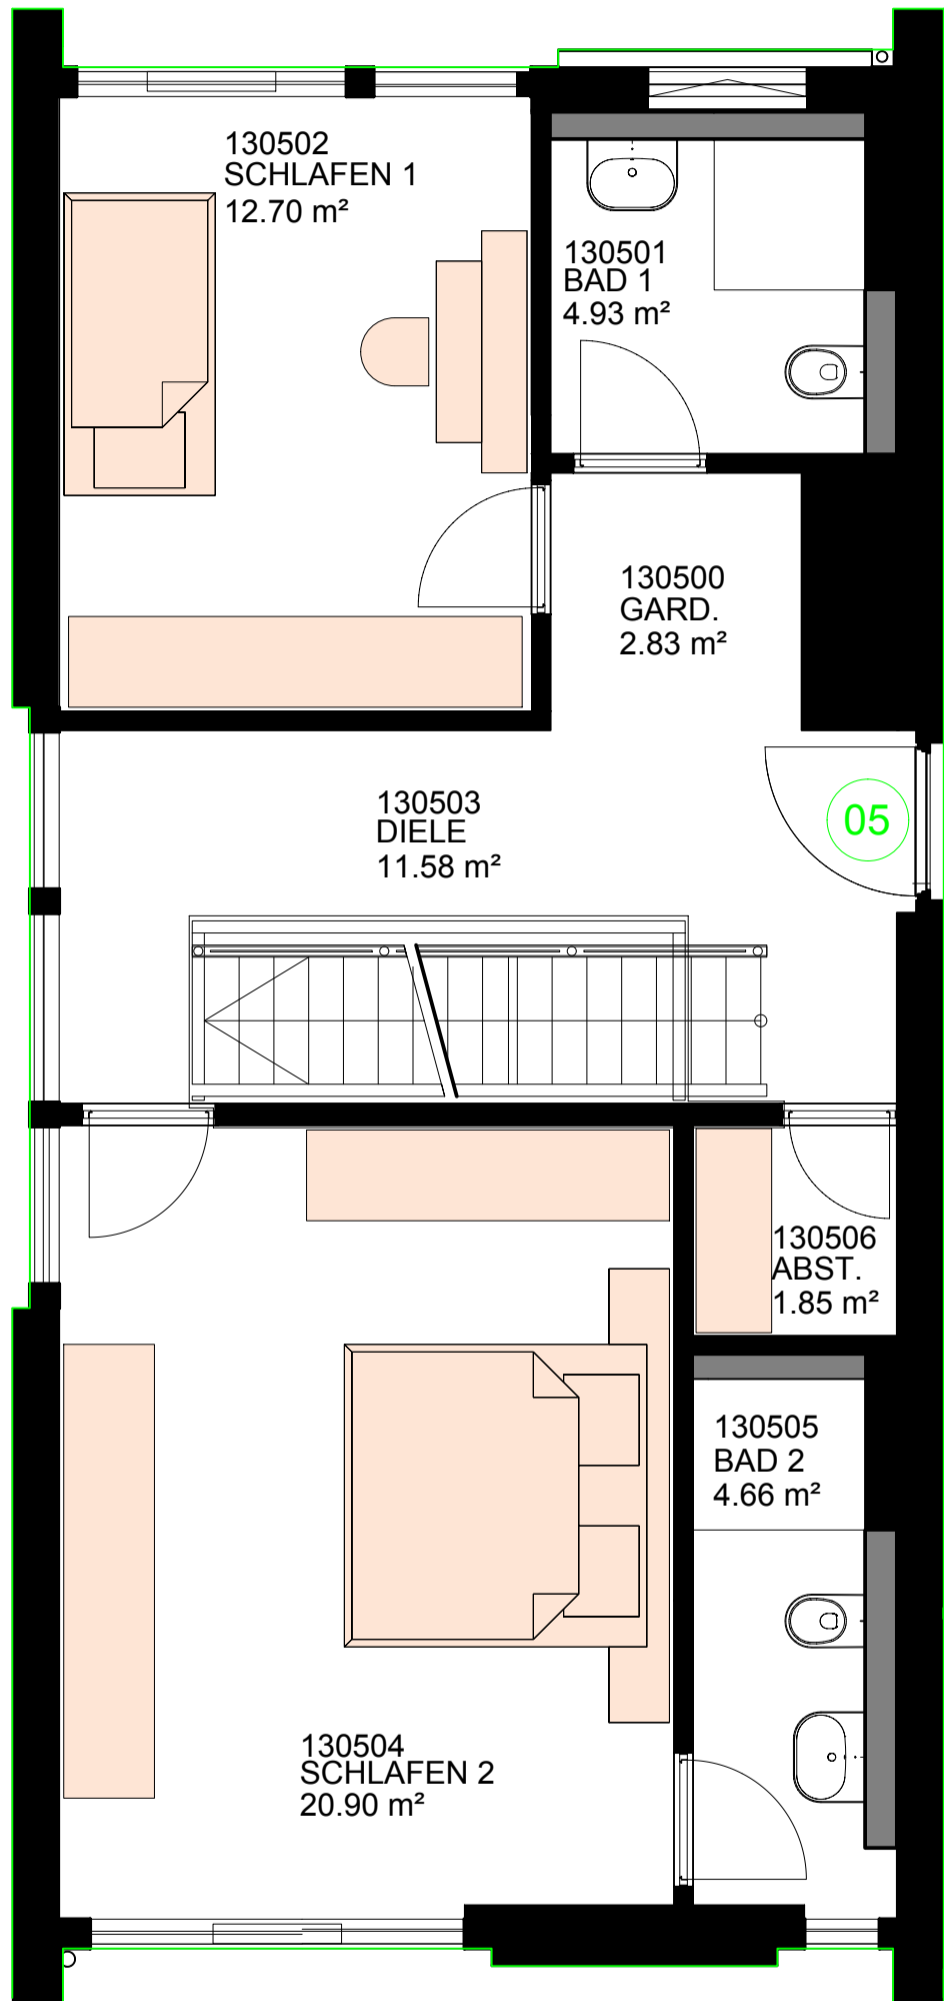 130502
SCHLAFEN 1
12.70 m²
130501
BAD 1
4.93 m²
130500
GARD.
2.83 m²
130503
DIELE
11.58 m²
05
130506
ABST.
1.85 m²
130505
BAD 2
4.66 m²
130504
SCHLAFEN 2
20.90 m²